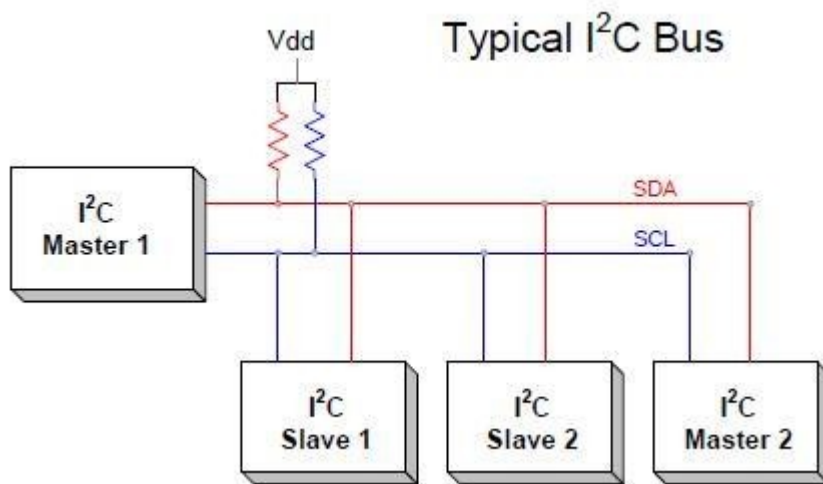 Typical I²C Bus
Vdd
SDA
SCL
I²C
Master 1
I²C
Slave 1
I²C
Slave 2
I²C
Master 2